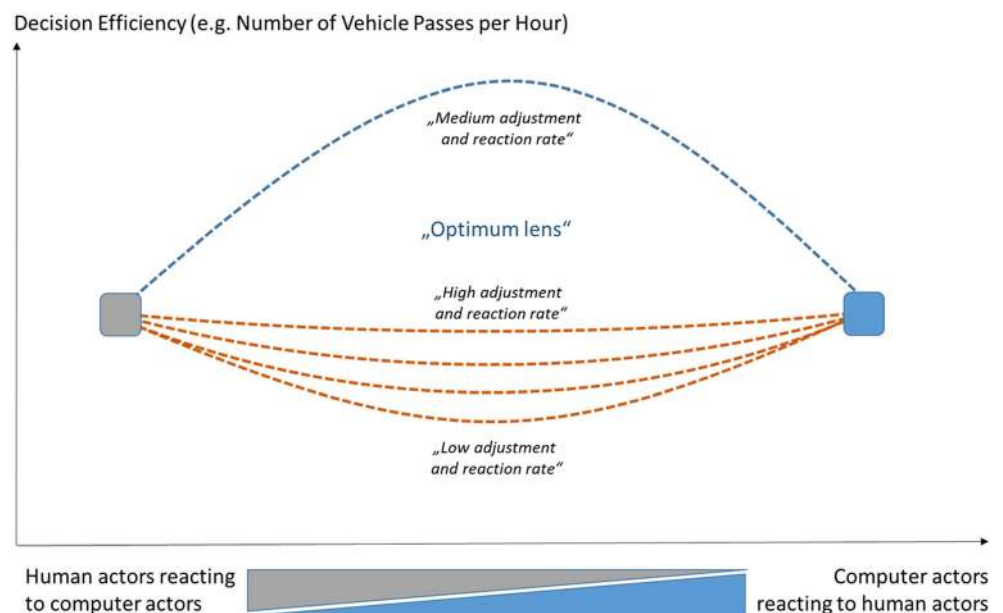 Decision Efficiency (e.g. Number of Vehicle Passes per Hour)
„Medium adjustment
and reaction rate“
„Optimum lens“
„High adjustment
and reaction rate“
„Low adjustment
and reaction rate“
Human actors reacting
to computer actors
Computer actors
reacting to human actors